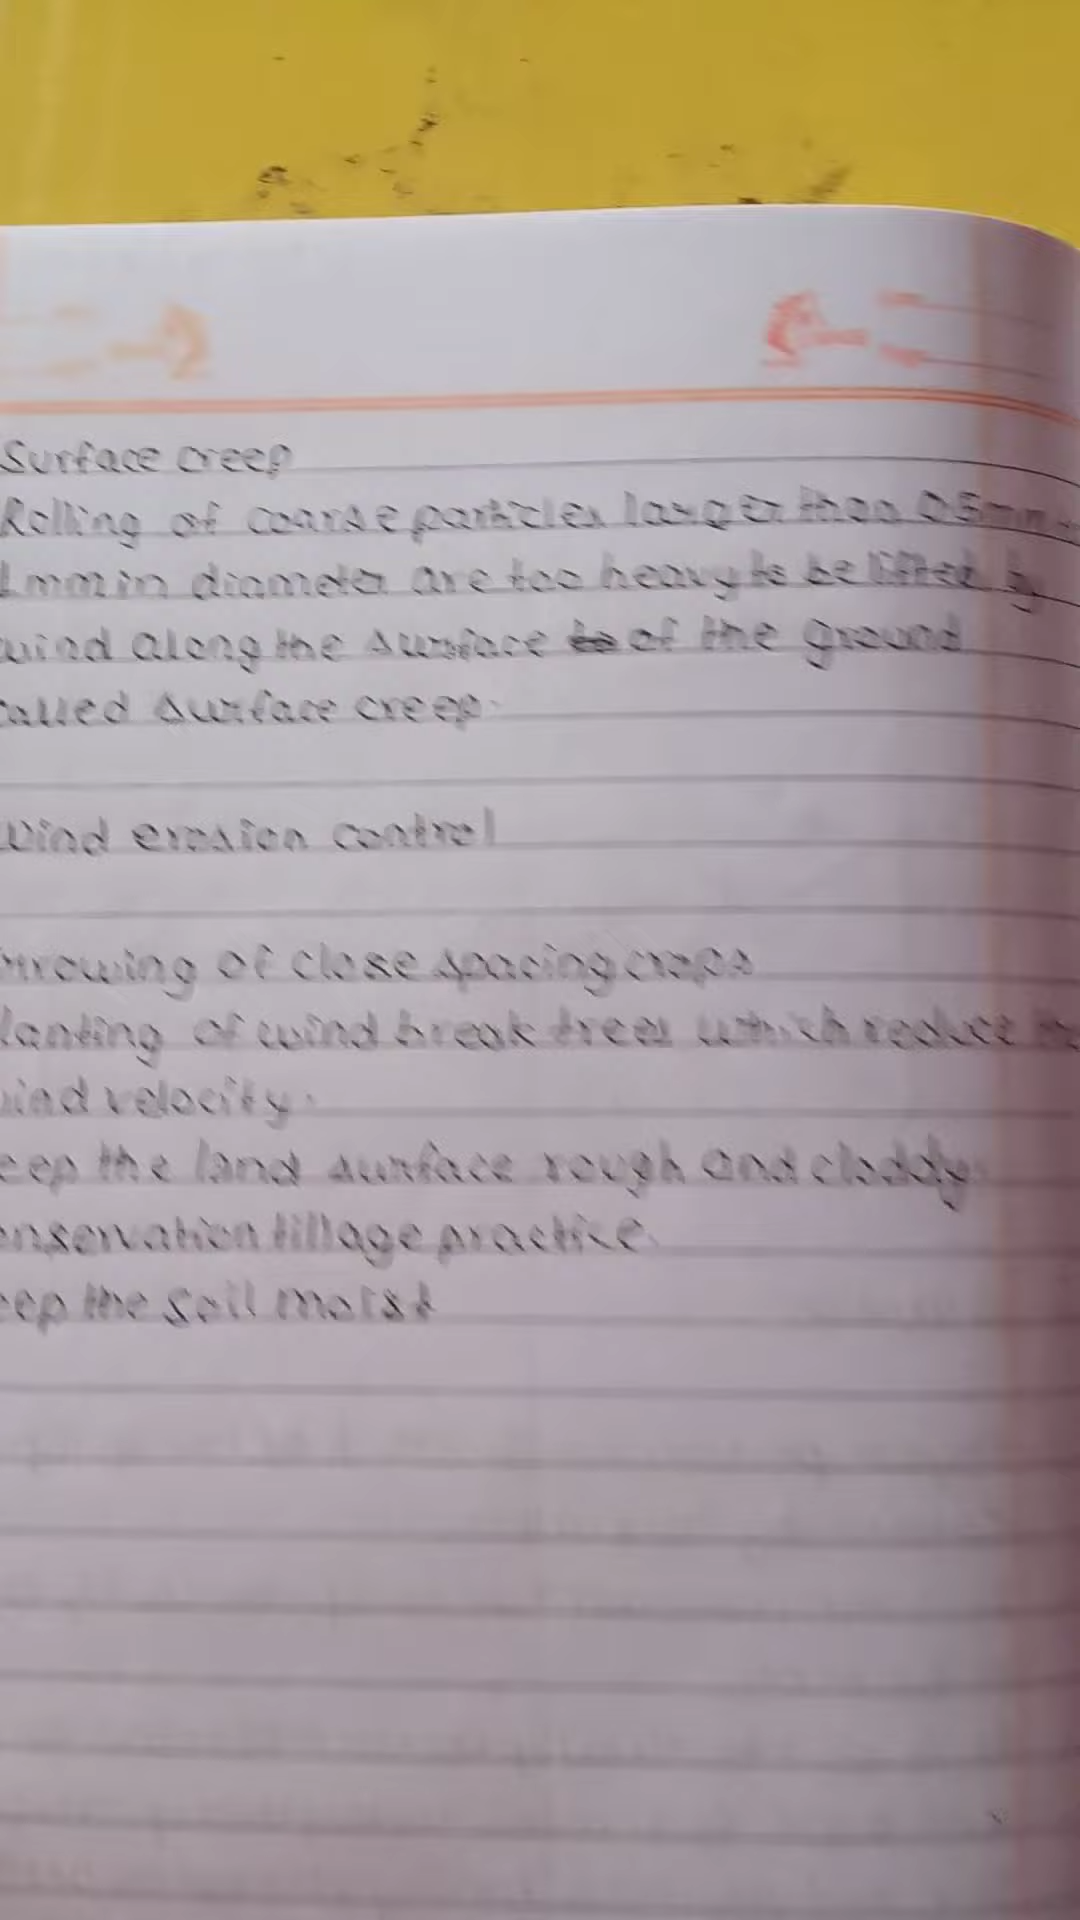 Surface creep
Rolling of coarse particles larger than 0.5mm -
1mm in diameter are too heavy to be lifted by
wind along the surface of the ground
called surface creep.
Wind erosion control
rrowing of close spacing crops
lanting of wind break trees which reduce
ind velocity.
eep the land surface rough and cloddy.
onservation tillage practice.
eep the soil moist